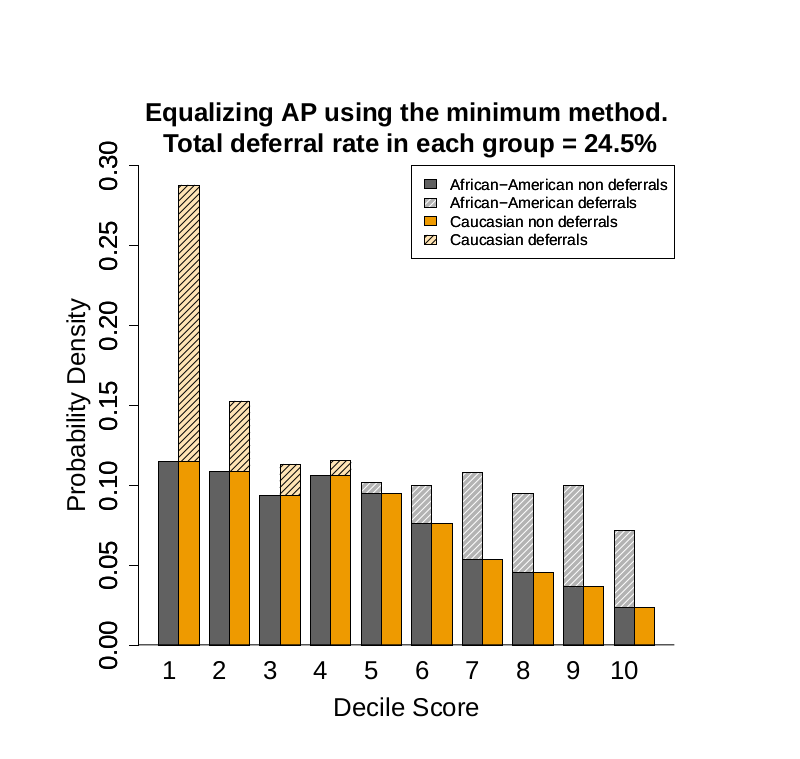 Equalizing AP using the minimum method.
Total deferral rate in each group = 24.5%
African−American non deferrals
African−American deferrals
Caucasian non deferrals
Caucasian deferrals
Probability Density
0.30
0.25
0.20
0.15
0.10
0.05
0.00
1 2 3 4 5 6 7 8 9 10
Decile Score